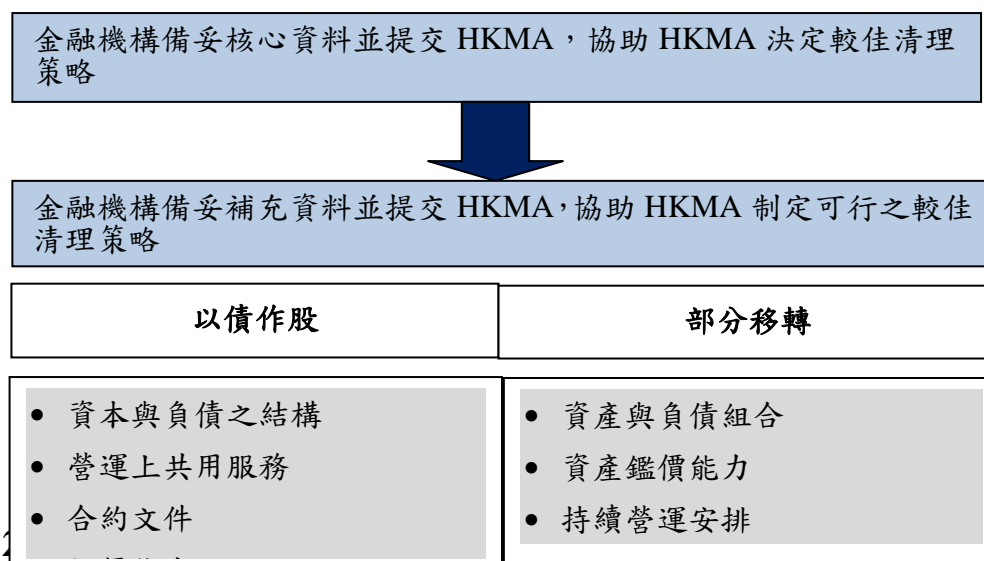 金融機構備妥核心資料並提交 HKMA，協助 HKMA 決定較佳清理
策略
金融機構備妥補充資料並提交 HKMA，協助 HKMA 制定可行之較佳
清理策略
以債作股
部分移轉
• 資本與負債之結構
• 營運上共用服務
• 合約文件
• 資產與負債組合
• 資產鑑價能力
• 持續營運安排